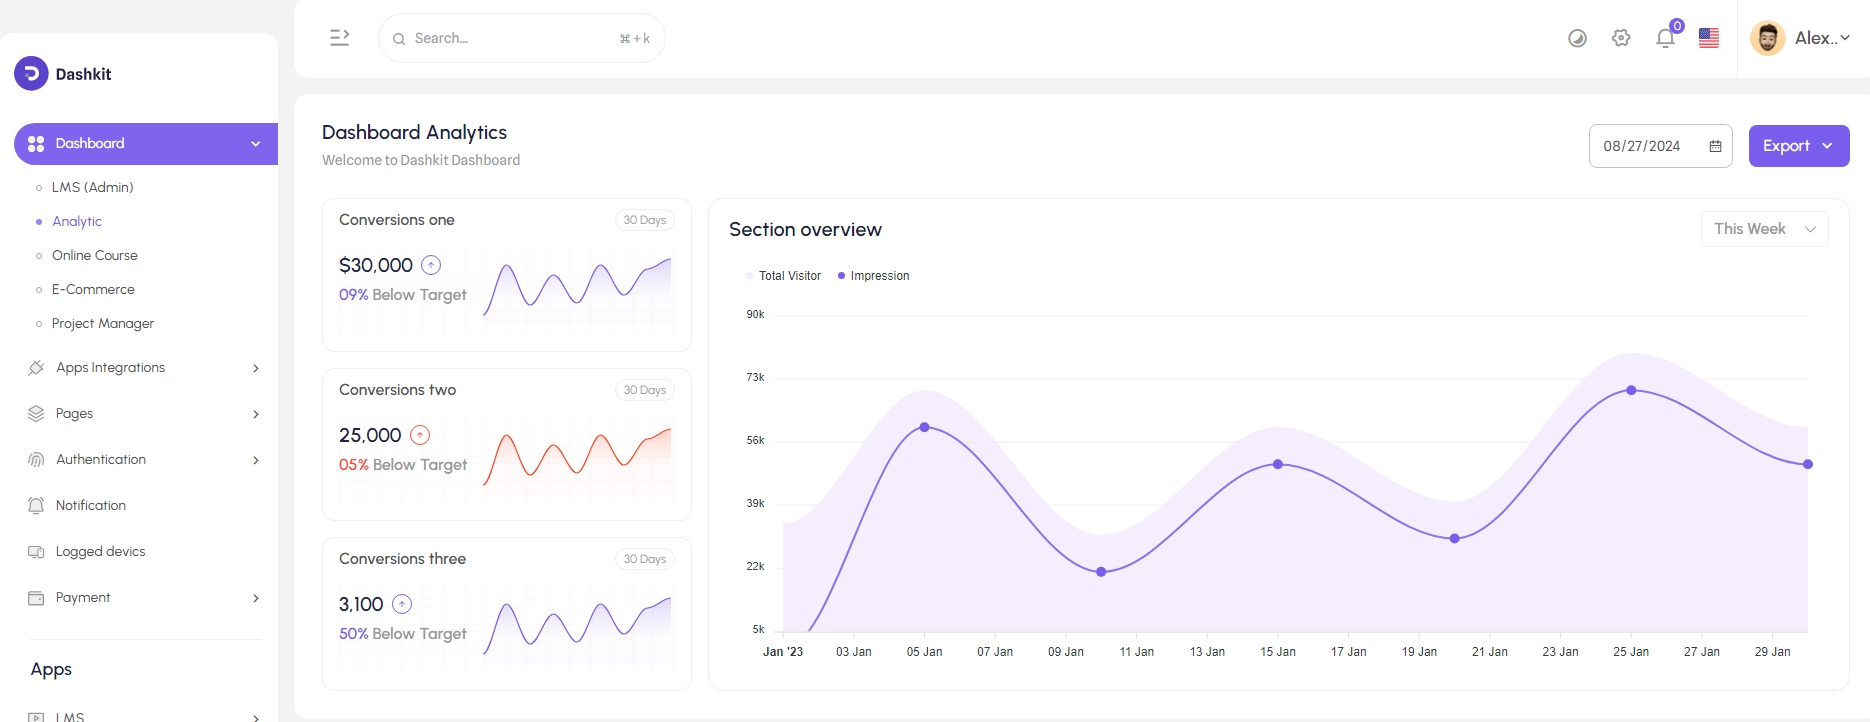 Dashkit
Dashboard
LMS (Admin)
Analytic
Online Course
E-Commerce
Project Manager
Apps Integrations
Pages
Authentication
Notification
Logged devics
Payment
Apps
LMS
Search...
⌘+k
0
Alex..
Dashboard Analytics
Welcome to Dashkit Dashboard
08/27/2024
Export
Conversions one
30 Days
$30,000
09% Below Target
Conversions two
30 Days
25,000
05% Below Target
Conversions three
30 Days
3,100
50% Below Target
Section overview
This Week
Total Visitor
Impression
90k
73k
56k
39k
22k
5k
Jan '23
03 Jan
05 Jan
07 Jan
09 Jan
11 Jan
13 Jan
15 Jan
17 Jan
19 Jan
21 Jan
23 Jan
25 Jan
27 Jan
29 Jan